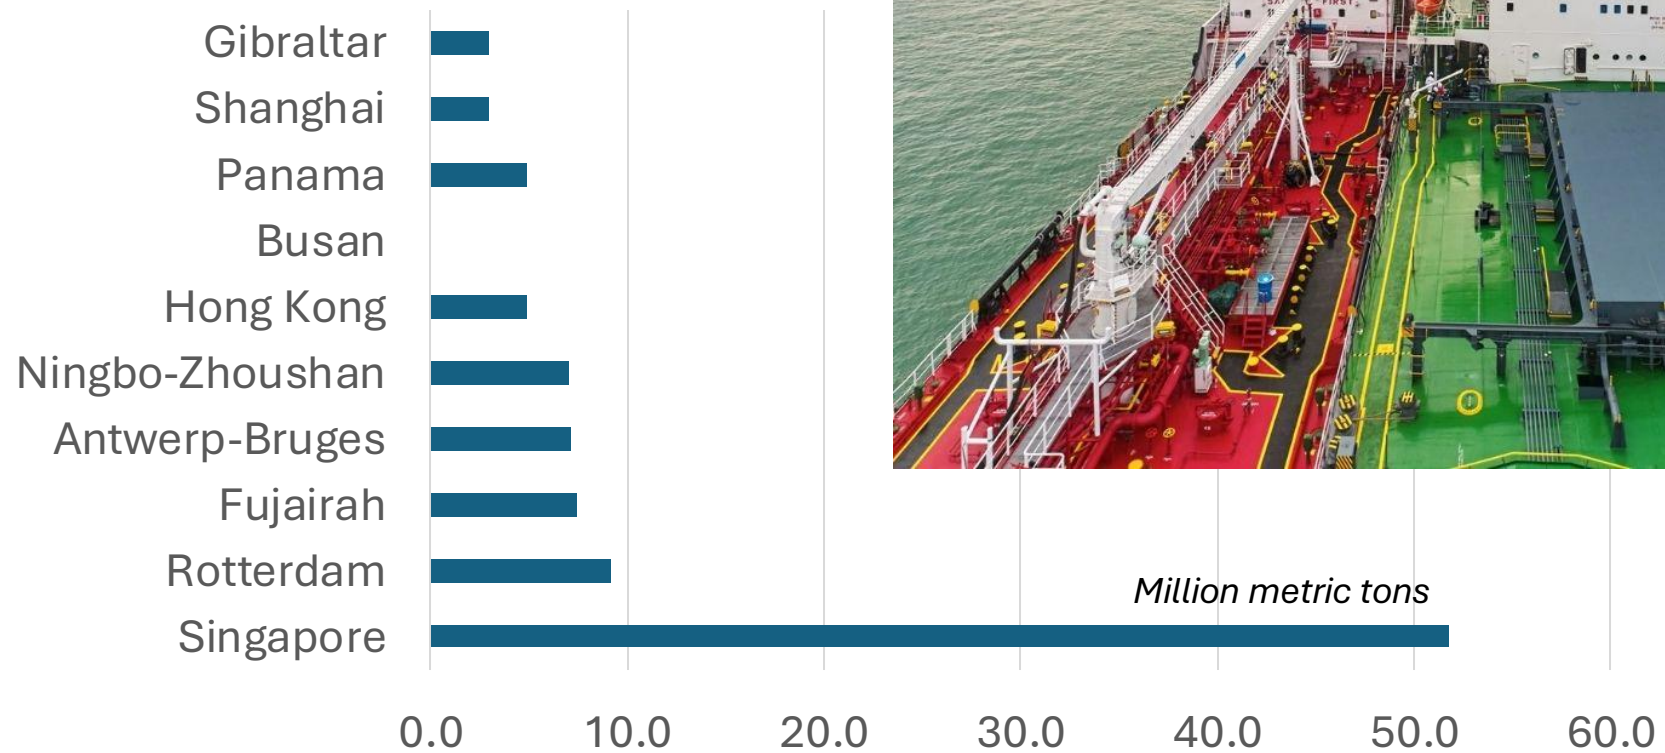 Gibraltar
Shanghai
Panama
Busan
Hong Kong
Ningbo-Zhoushan
Antwerp-Bruges
Fujairah
Rotterdam
Million metric tons
Singapore
0.0 10.0 20.0 30.0 40.0 50.0 60.0